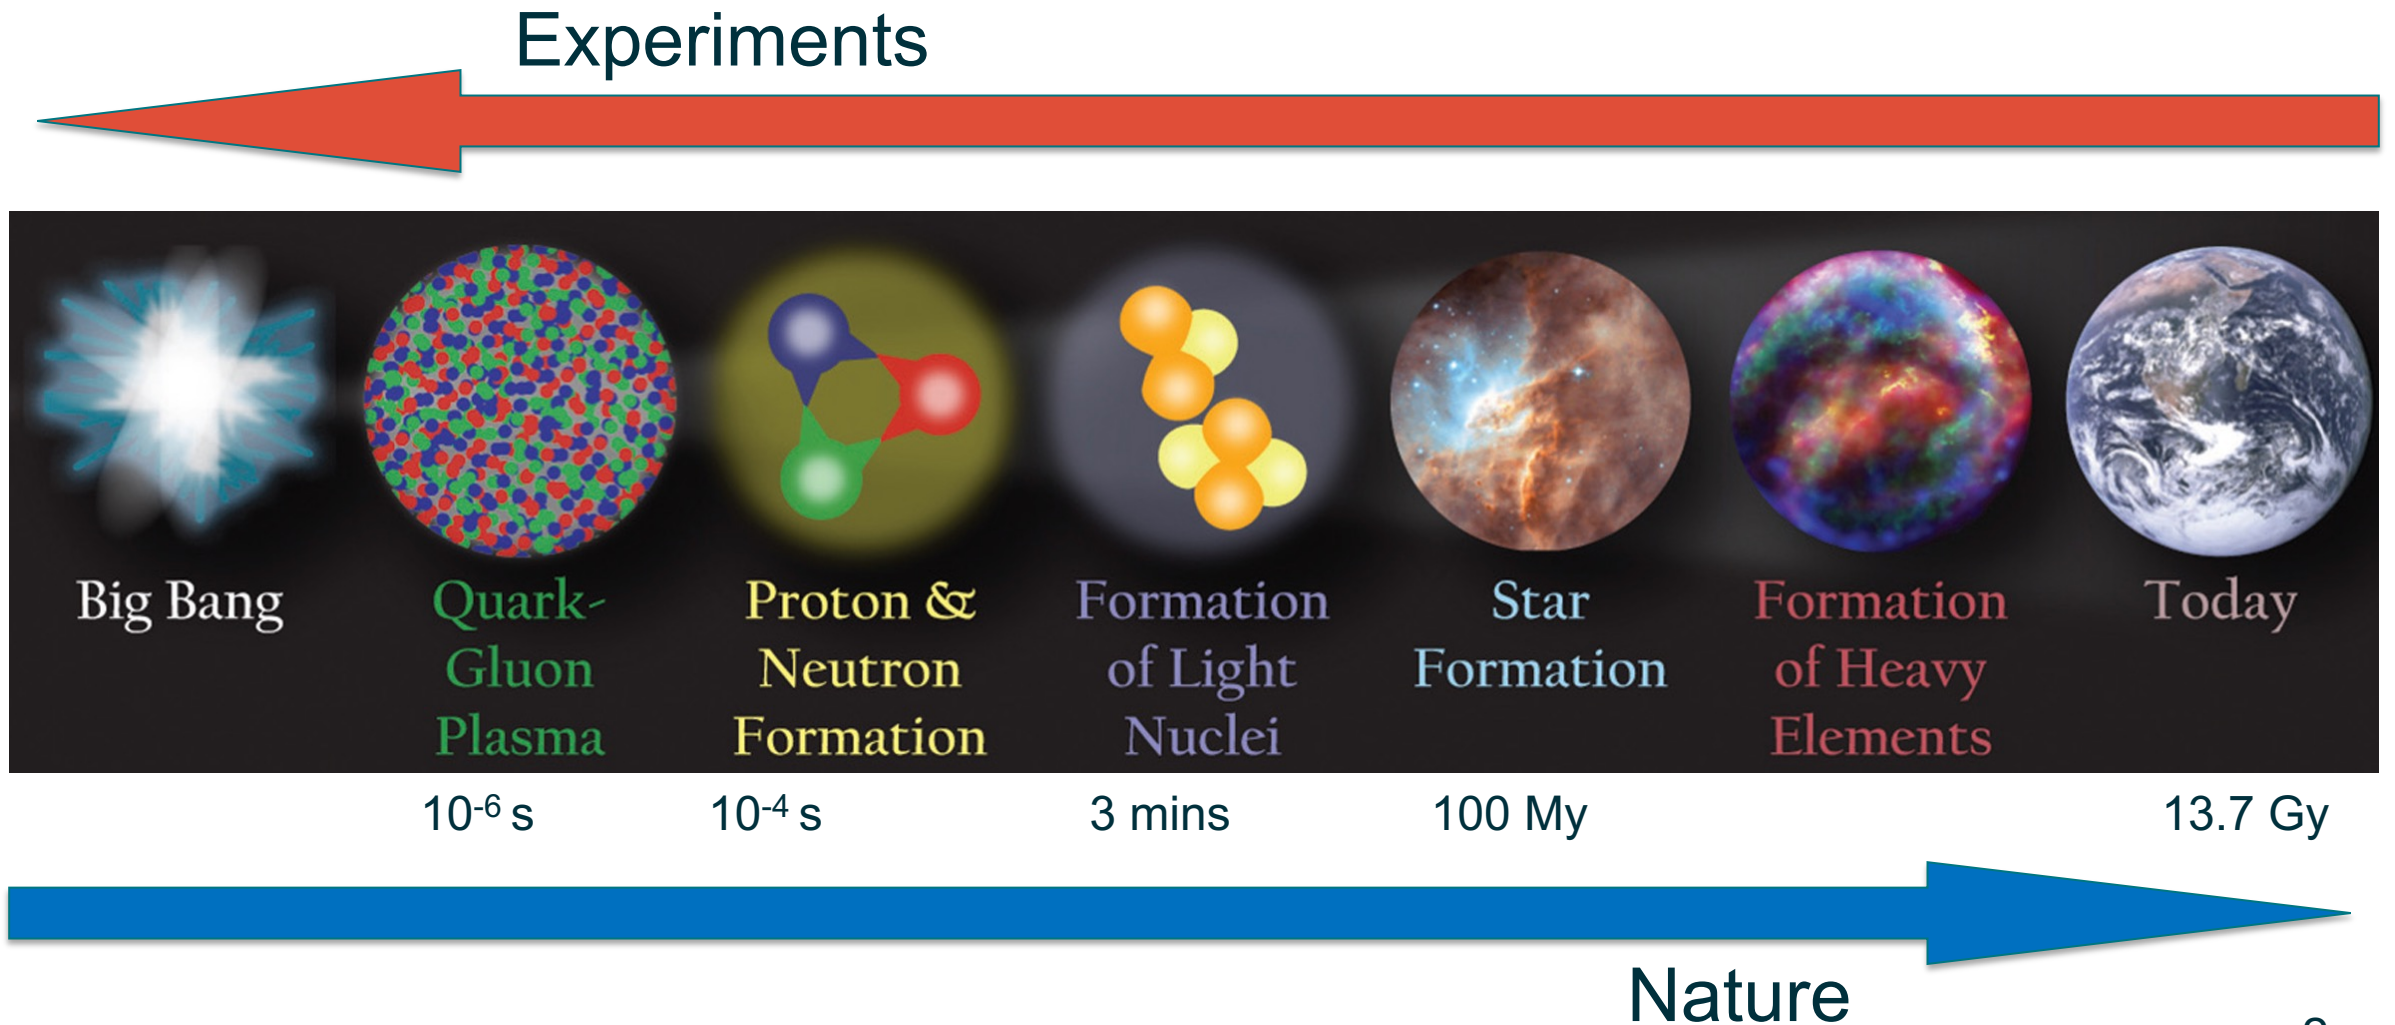 Experiments
Big Bang
Quark-
Gluon
Plasma
Proton &
Neutron
Formation
Formation
of Light
Nuclei
Star
Formation
Formation
of Heavy
Elements
Today
10⁻⁶ s
10⁻⁴ s
3 mins
100 My
13.7 Gy
Nature